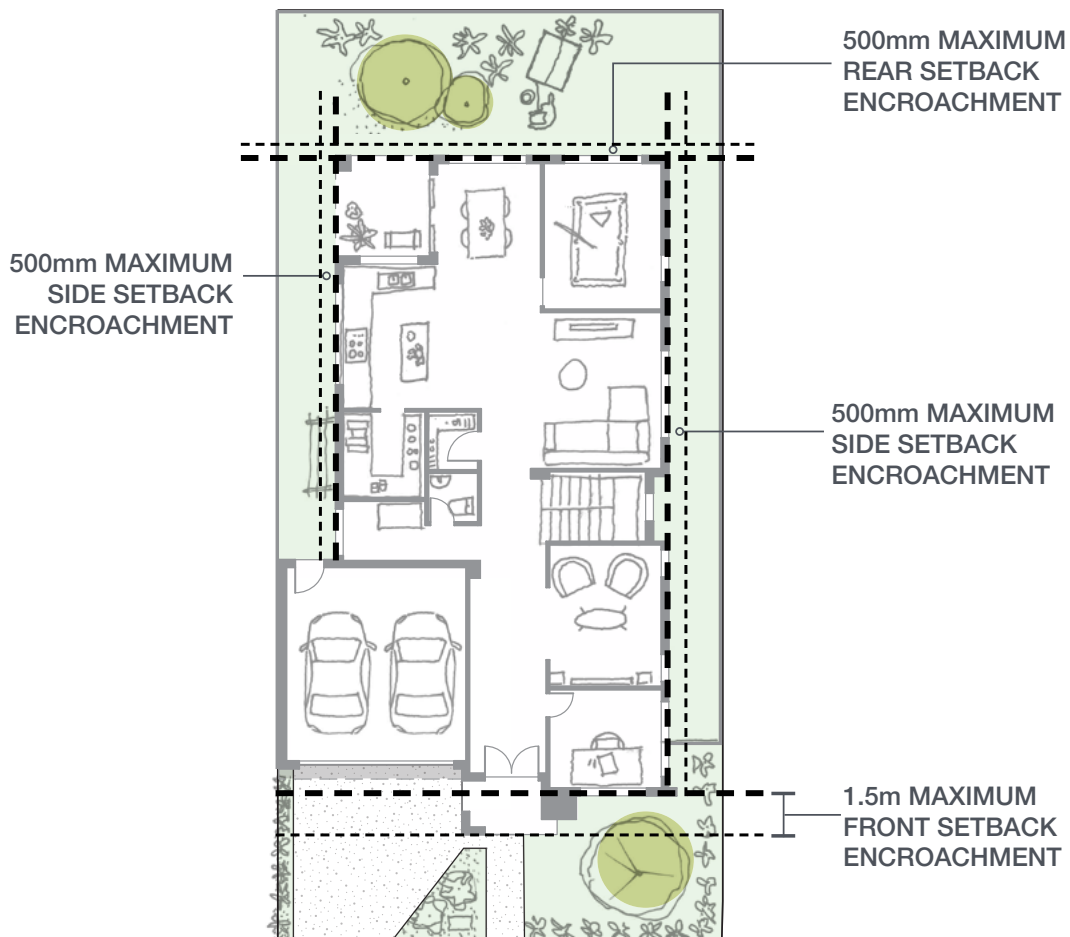 500mm MAXIMUM
REAR SETBACK
ENCROACHMENT
500mm MAXIMUM
SIDE SETBACK
ENCROACHMENT
500mm MAXIMUM
SIDE SETBACK
ENCROACHMENT
1.5m MAXIMUM
FRONT SETBACK
ENCROACHMENT